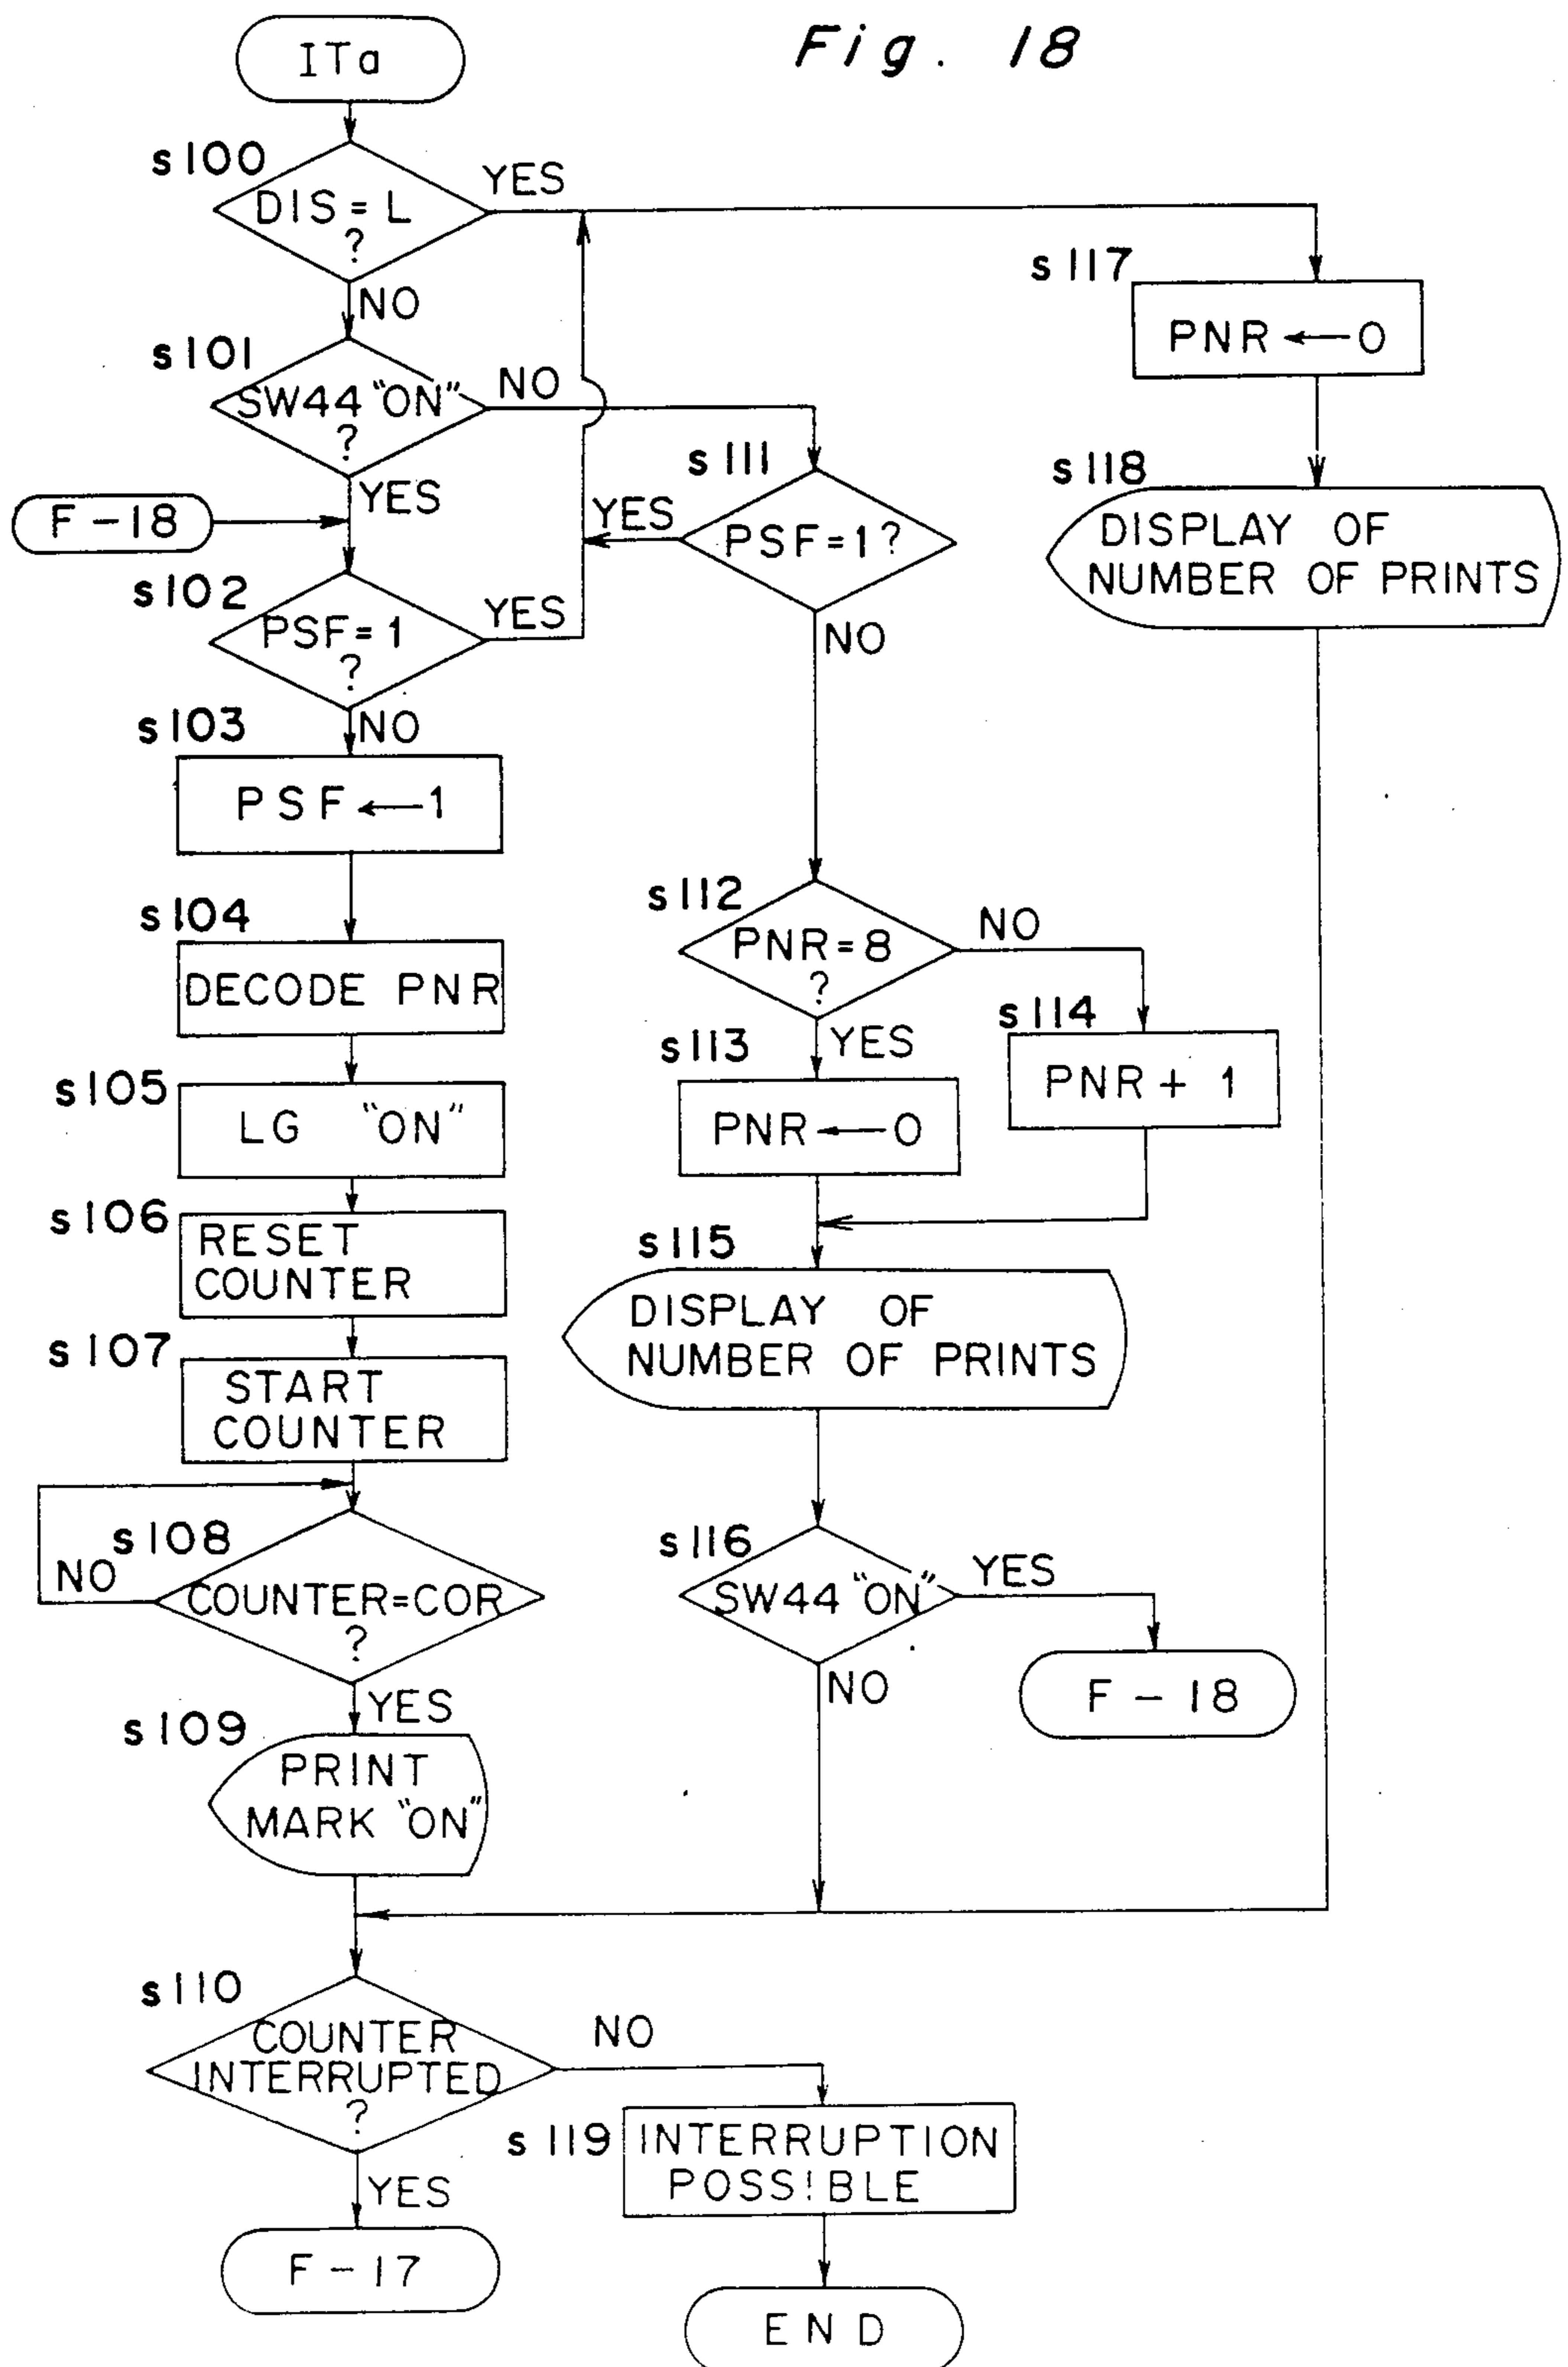 Fig. 18
ITa
s100
DIS = L
?
YES
NO
s101
SW44 "ON"
?
NO
YES
F-18
s102
PSF = 1
?
YES
NO
s103
PSF ← 1
s104
DECODE PNR
s105
LG "ON"
s106
RESET
COUNTER
s107
START
COUNTER
s108
NO
COUNTER=COR
?
YES
s109
PRINT
MARK "ON"
s110
COUNTER
INTERRUPTED
?
NO
YES
F-17
s111
YES
PSF=1?
NO
s112
PNR=8
?
NO
YES
s113
PNR ← 0
s114
PNR + 1
s115
DISPLAY OF
NUMBER OF PRINTS
s116
SW44 "ON"
YES
NO
F-18
s117
PNR ← 0
s118
DISPLAY OF
NUMBER OF PRINTS
s119
INTERRUPTION
POSSIBLE
END